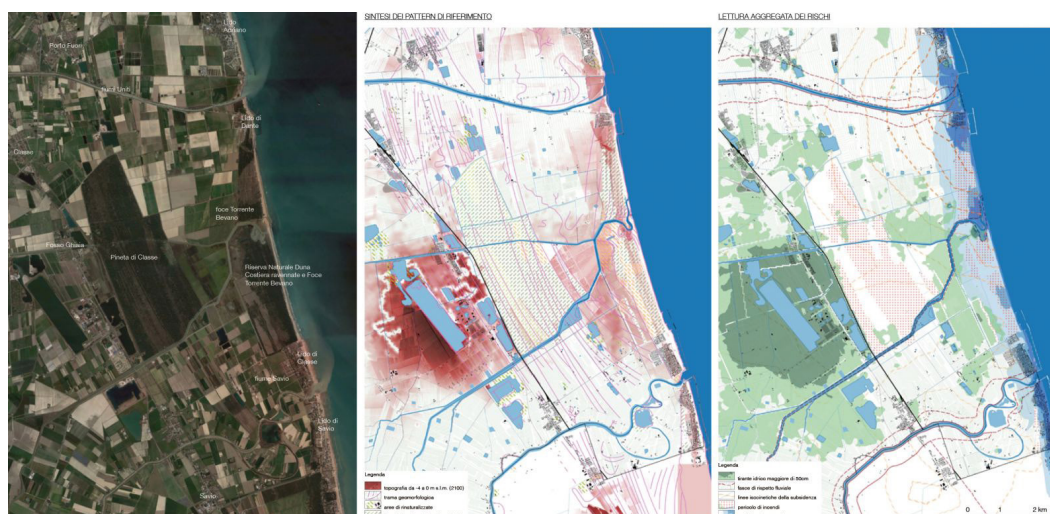 SINTESI DEI PATTERN DI RIFERIMENTO
LETTURA AGGREGATA DEI RISCHI
Lido
Adriano
Porto Fuori
fiumi Uniti
Lido di
Dante
Classe
foce Torrente
Bevano
Fosso Ghiaia
Pineta di Classe
Riserva Naturale Duna
Costiera ravennate e Foce
Torrente Bevano
Lido di
Classe
fiume Savio
Lido di
Savio
Savio
Legenda
topografia da -4 a 0 m s.l.m. (2100)
trama geomorfologica
aree di rinaturalizzate
Legenda
tirante idrico maggiore di 50cm
fasce di rispetto fluviale
linee isocinetiche della subsidenza
pericolo di incendi
0 1 2 km